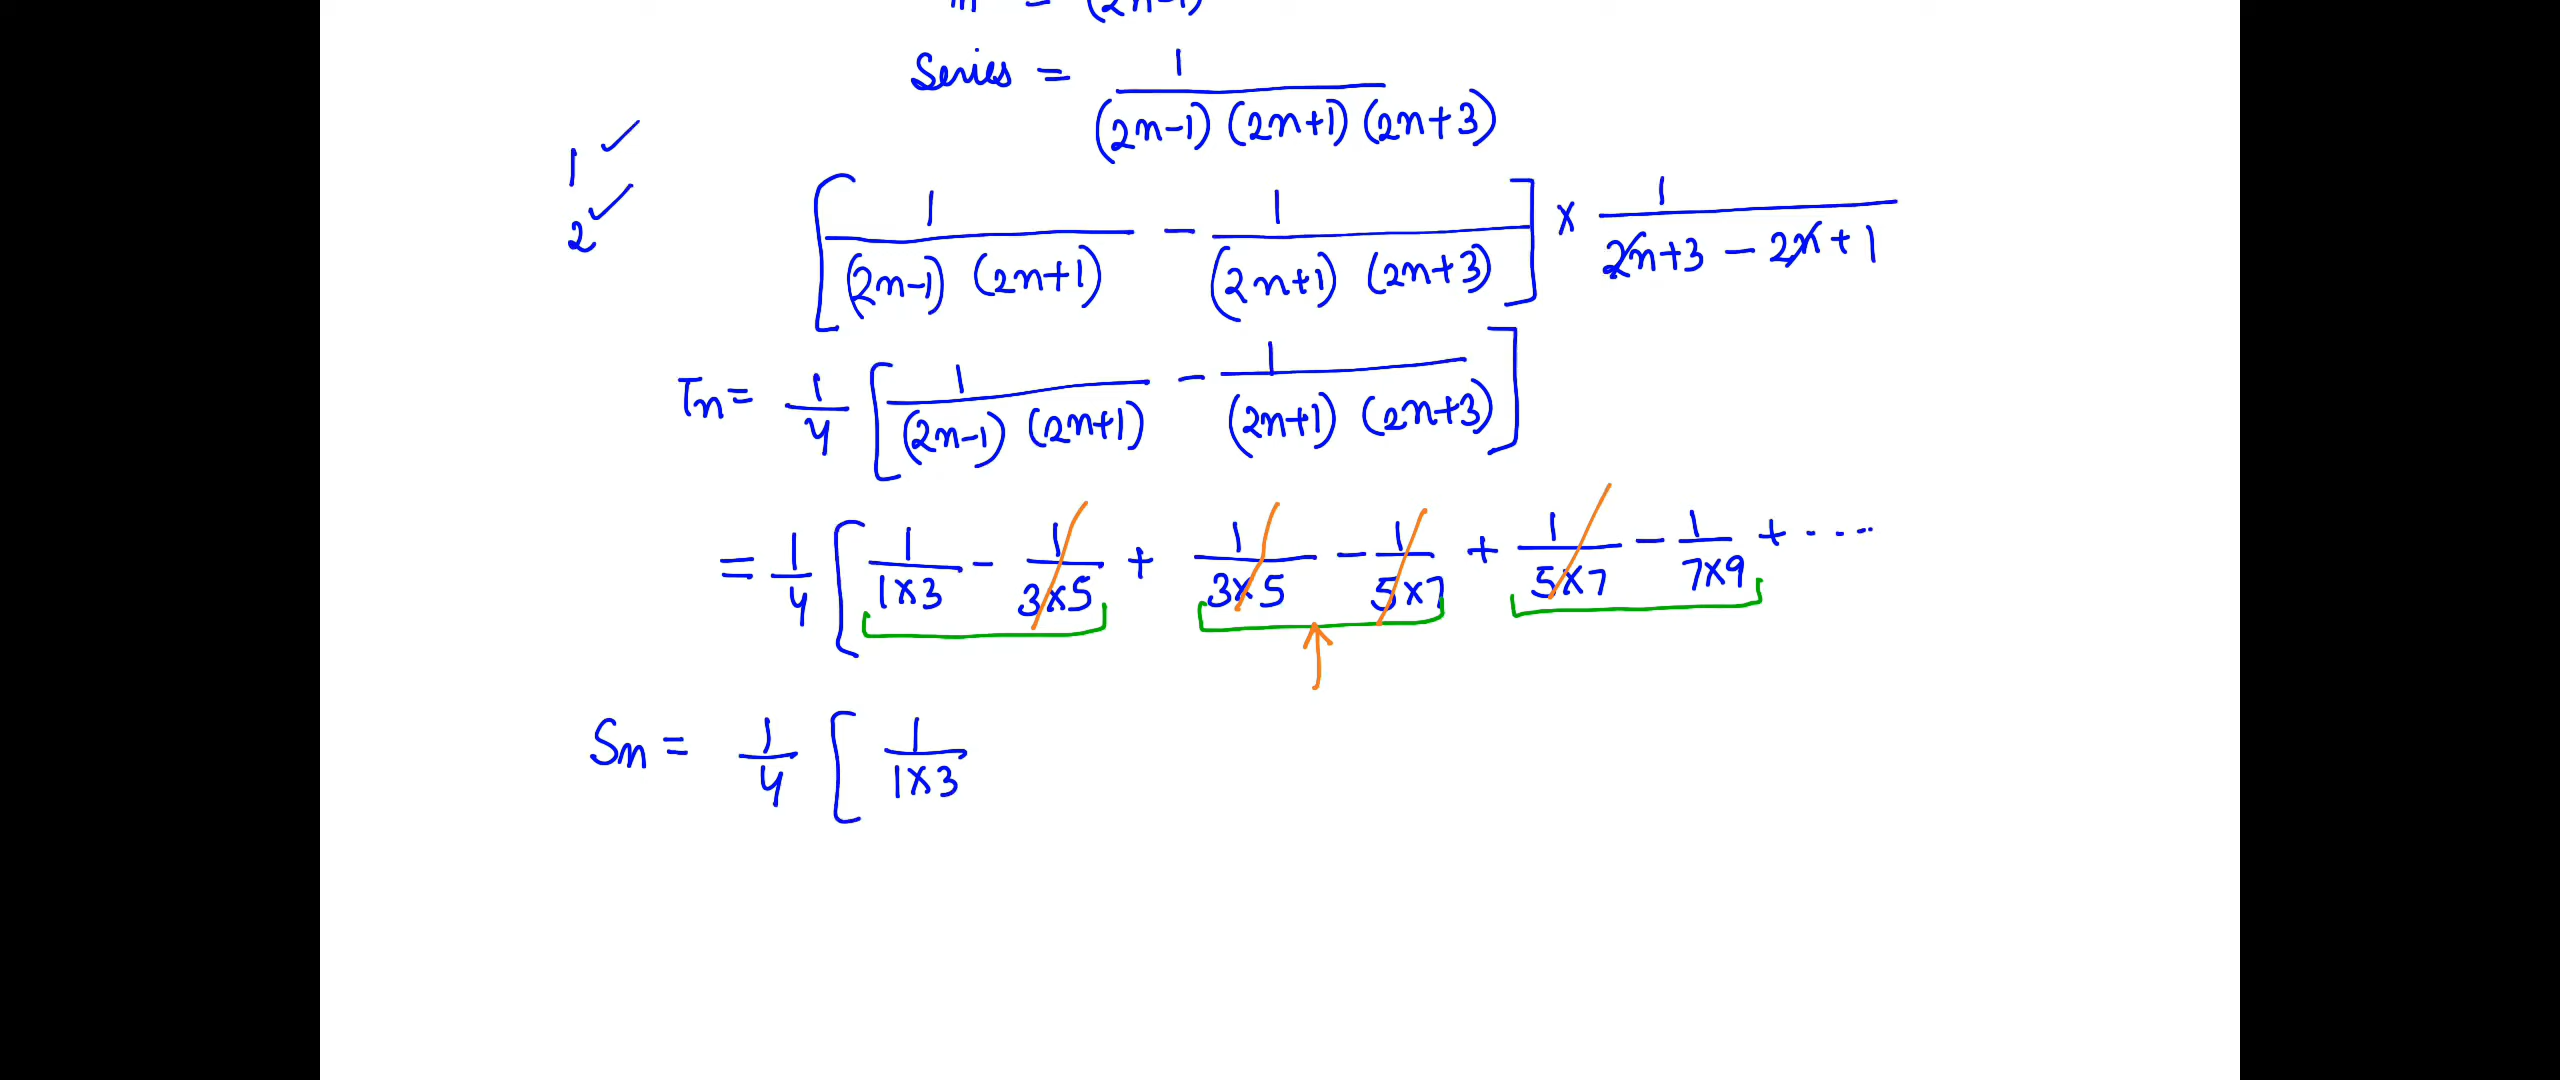 Series = 1/((2n-1) (2n+1) (2n+3))
1 ✓
2 ✓
[1/((2n-1) (2n+1)) - 1/((2n+1) (2n+3))] × 1/(2n+3 - 2n+1)
Tn = 1/4 [1/((2n-1) (2n+1)) - 1/((2n+1) (2n+3))]
= 1/4 [1/(1×3) - 1/(3×5) + 1/(3×5) - 1/(5×7) + 1/(5×7) - 1/(7×9) + ....
Sn = 1/4 [1/(1×3)